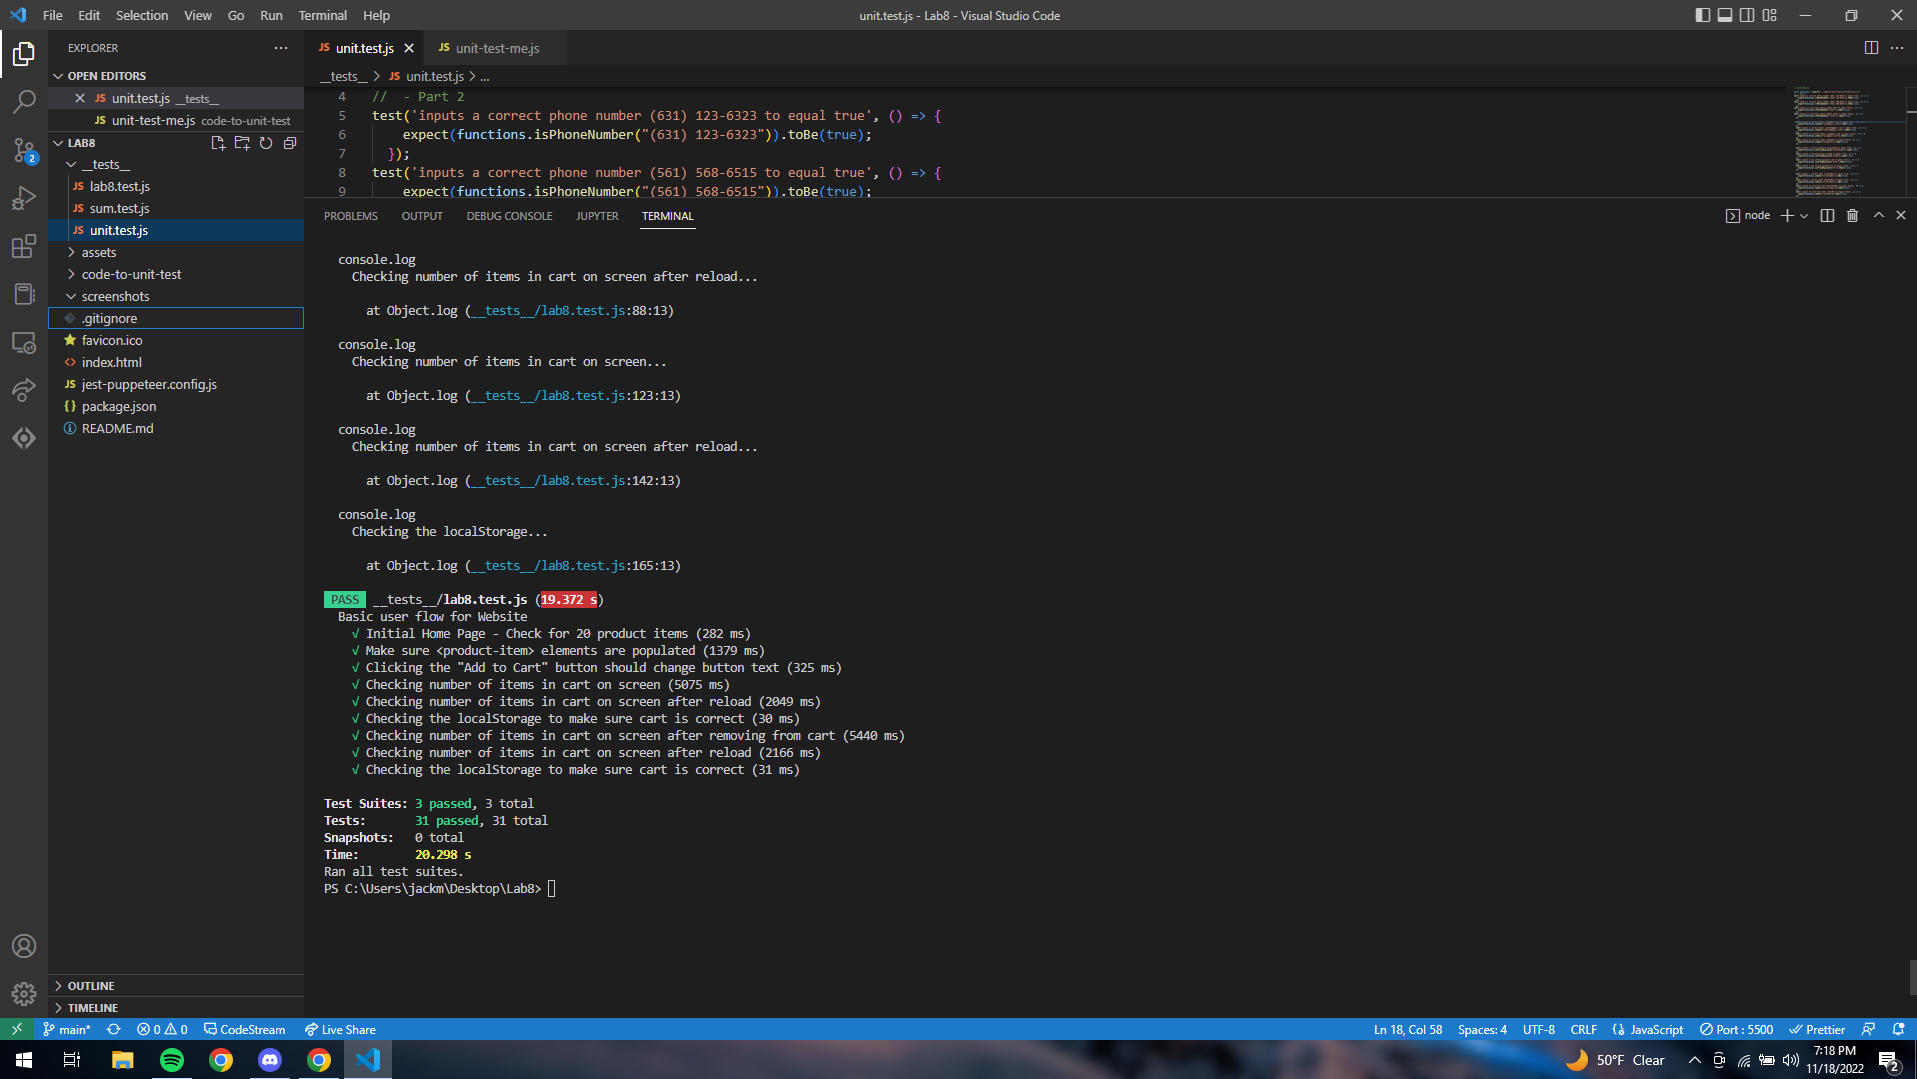 File Edit Selection View Go Run Terminal Help unit.test.js - Lab8 - Visual Studio Code
EXPLORER
OPEN EDITORS
JS unit.test.js __tests__
JS unit-test-me.js code-to-unit-test
LAB8
__tests__
JS lab8.test.js
JS sum.test.js
JS unit.test.js
assets
code-to-unit-test
screenshots
.gitignore
favicon.ico
<> index.html
JS jest-puppeteer.config.js
{} package.json
README.md
OUTLINE
TIMELINE
2
JS unit.test.js JS unit-test-me.js
__tests__ > JS unit.test.js > ...
4 // - Part 2
5 test('inputs a correct phone number (631) 123-6323 to equal true', () => {
6 expect(functions.isPhoneNumber("(631) 123-6323")).toBe(true);
7 });
8 test('inputs a correct phone number (561) 568-6515 to equal true', () => {
9 expect(functions.isPhoneNumber("(561) 568-6515")).toBe(true);
PROBLEMS OUTPUT DEBUG CONSOLE JUPYTER TERMINAL node
console.log
Checking number of items in cart on screen after reload...
at Object.log (__tests__/lab8.test.js:88:13)
console.log
Checking number of items in cart on screen...
at Object.log (__tests__/lab8.test.js:123:13)
console.log
Checking number of items in cart on screen after reload...
at Object.log (__tests__/lab8.test.js:142:13)
console.log
Checking the localStorage...
at Object.log (__tests__/lab8.test.js:165:13)
PASS __tests__/lab8.test.js (19.372 s)
Basic user flow for Website
√ Initial Home Page - Check for 20 product items (282 ms)
√ Make sure <product-item> elements are populated (1379 ms)
√ Clicking the "Add to Cart" button should change button text (325 ms)
√ Checking number of items in cart on screen (5075 ms)
√ Checking number of items in cart on screen after reload (2049 ms)
√ Checking the localStorage to make sure cart is correct (30 ms)
√ Checking number of items in cart on screen after removing from cart (5440 ms)
√ Checking number of items in cart on screen after reload (2166 ms)
√ Checking the localStorage to make sure cart is correct (31 ms)
Test Suites: 3 passed, 3 total
Tests: 31 passed, 31 total
Snapshots: 0 total
Time: 20.298 s
Ran all test suites.
PS C:\Users\jackm\Desktop\Lab8>
main* 0 0 CodeStream Live Share Ln 18, Col 58 Spaces: 4 UTF-8 CRLF JavaScript Port : 5500 Prettier
50°F Clear 7:18 PM
11/18/2022
2